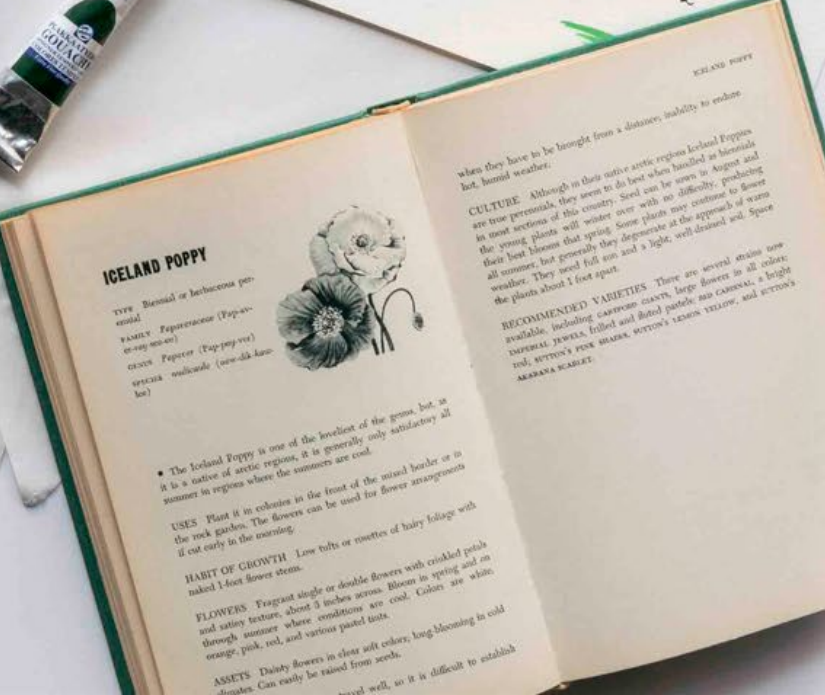 GOUACHE
ICELAND POPPY
TYPE Biennial or herbaceous per-
ennial
FAMILY Papaveraceae (Pap-av-
er-ray-see-ee)
GENUS Papaver (Pap-pay-ver)
SPECIES nudicaule (new-dik-kaw-
lee)
• The Iceland Poppy is one of the loveliest of the genus, but, as
it is a native of arctic regions, it is generally only satisfactory all
summer in regions where the summers are cool.
USES Plant it in colonies in the front of the mixed border or in
the rock garden. The flowers can be used for flower arrangements
if cut early in the morning.
HABIT OF GROWTH Low tufts or rosettes of hairy foliage with
naked 1-foot flower stems.
FLOWERS Fragrant single or double flowers with crinkled petals
and satiny texture, about 3 inches across. Bloom in spring and on
through summer where conditions are cool. Colors are white,
orange, pink, red, and various pastel tints.
ASSETS Dainty flowers in clear soft colors; long-blooming in cold
climates. Can easily be raised from seeds.
travel well, so it is difficult to establish
ICELAND POPPY
when they have to be brought from a distance; inability to endure
hot, humid weather.
CULTURE Although in their native arctic regions Iceland Poppies
are true perennials, they seem to do best when handled as biennials
in most sections of this country. Seed can be sown in August and
the young plants will winter over with no difficulty, producing
their best blooms that spring. Some plants may continue to flower
all summer, but generally they degenerate at the approach of warm
weather. They need full sun and a light, well-drained soil. Space
the plants about 1 foot apart.
RECOMMENDED VARIETIES There are several strains now
available, including GARTFORD GIANTS, large flowers in all colors;
IMPERIAL JEWELS, frilled and fluted pastels; RED CARDINAL, a bright
red; SUTTON'S PINK SHADES, SUTTON'S LEMON YELLOW, and SUTTON'S
AKABANA SCARLET.